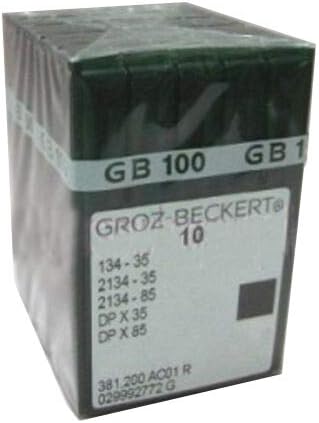 GB 100 GB 1
GROZ-BECKERT®
10
134 - 35
2134 - 35
2134 - 85
DP X 35
DP X 85
381.200 AC01 R
029992772 G